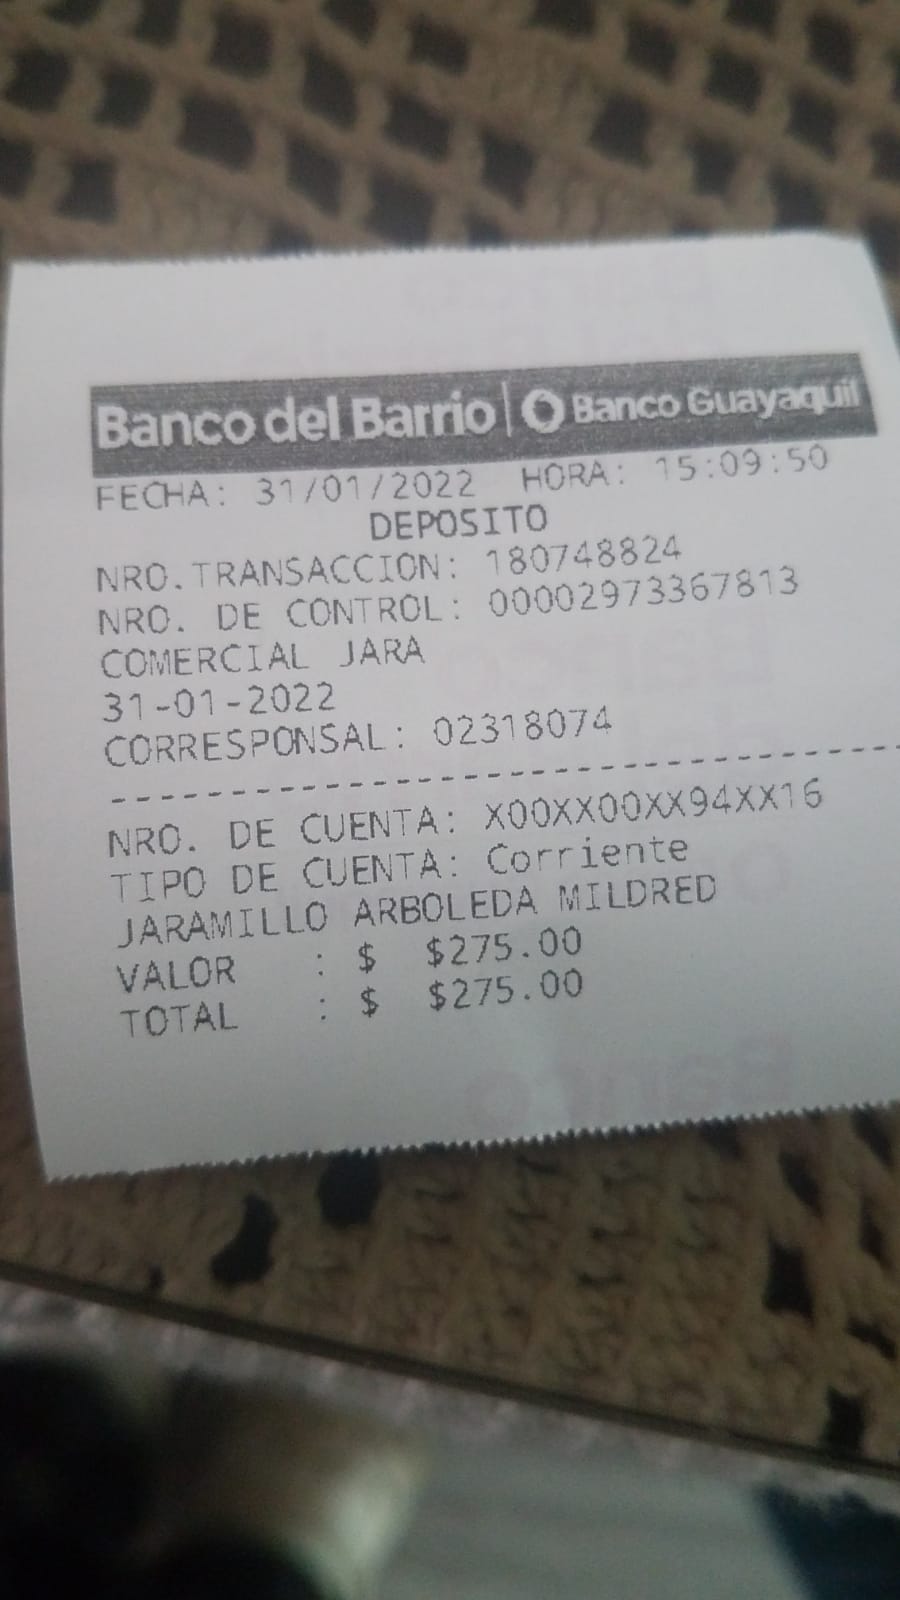 Banco del Barrio | Banco Guayaquil
FECHA: 31/01/2022 HORA: 15:09:50
DEPOSITO
NRO.TRANSACCION: 180748824
NRO. DE CONTROL: 00002973367813
COMERCIAL JARA
31-01-2022
CORRESPONSAL: 02318074
--------------------------------
NRO. DE CUENTA: X00XX00XX94XX16
TIPO DE CUENTA: Corriente
JARAMILLO ARBOLEDA MILDRED
VALOR : $ $275.00
TOTAL : $ $275.00